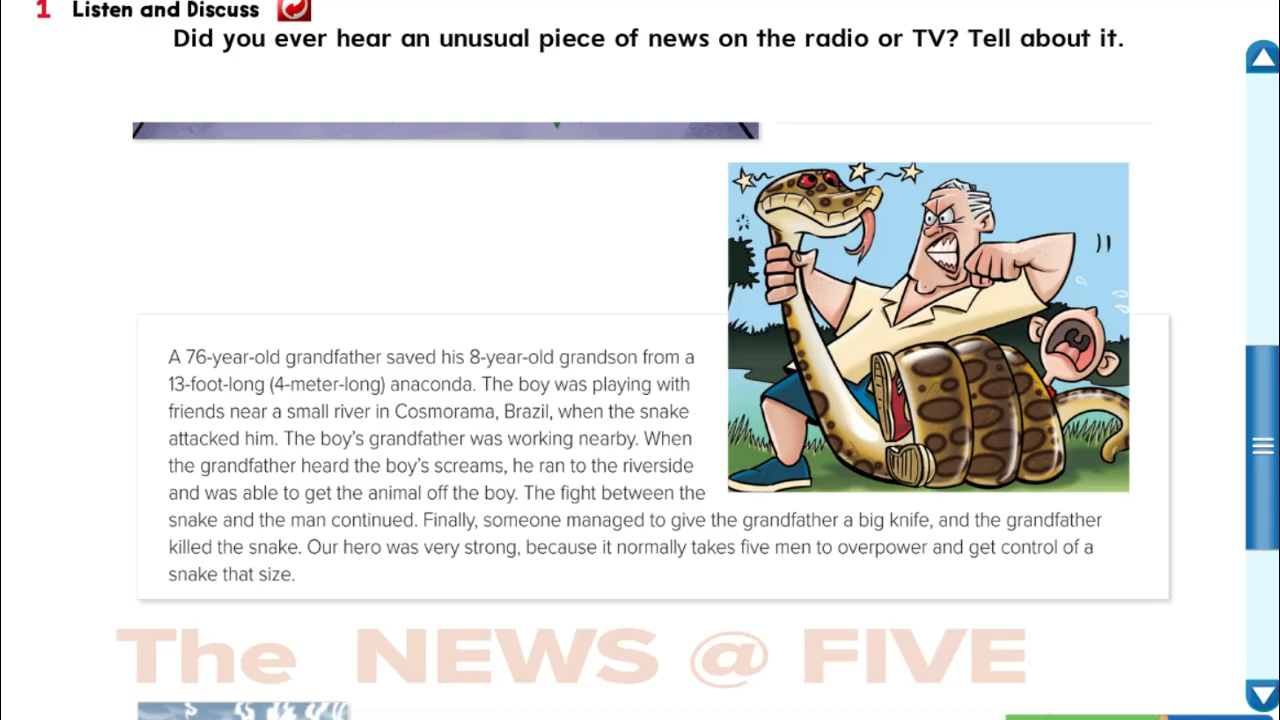 1 Listen and Discuss
Did you ever hear an unusual piece of news on the radio or TV? Tell about it.
A 76-year-old grandfather saved his 8-year-old grandson from a
13-foot-long (4-meter-long) anaconda. The boy was playing with
friends near a small river in Cosmorama, Brazil, when the snake
attacked him. The boy’s grandfather was working nearby. When
the grandfather heard the boy’s screams, he ran to the riverside
and was able to get the animal off the boy. The fight between the
snake and the man continued. Finally, someone managed to give the grandfather a big knife, and the grandfather
killed the snake. Our hero was very strong, because it normally takes five men to overpower and get control of a
snake that size.
The NEWS @ FIVE